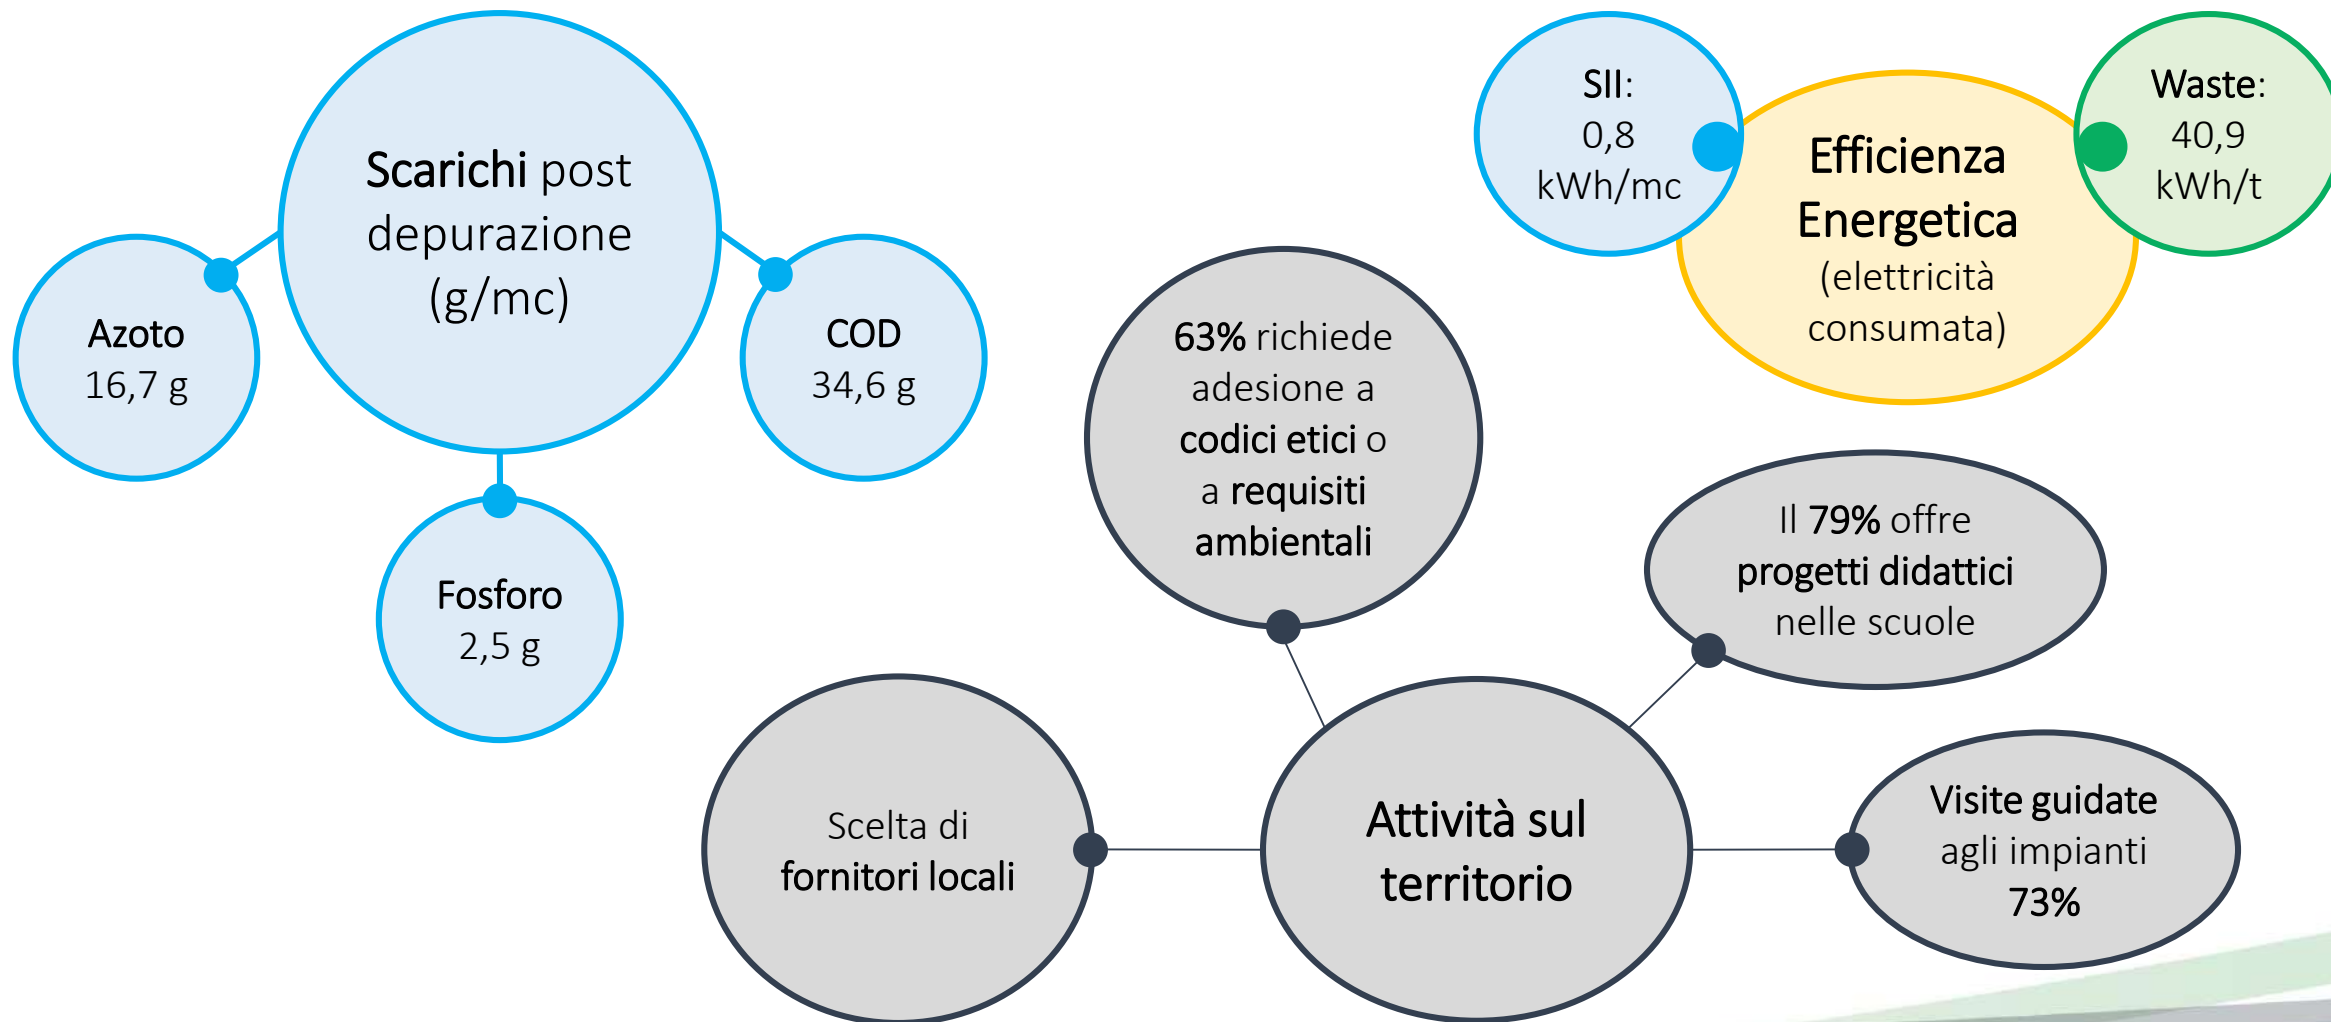 Scarichi post
depurazione
(g/mc)
Azoto
16,7 g
COD
34,6 g
Fosforo
2,5 g
SII:
0,8
kWh/mc
Efficienza
Energetica
(elettricità
consumata)
Waste:
40,9
kWh/t
63% richiede
adesione a
codici etici o
a requisiti
ambientali
Il 79% offre
progetti didattici
nelle scuole
Scelta di
fornitori locali
Attività sul
territorio
Visite guidate
agli impianti
73%